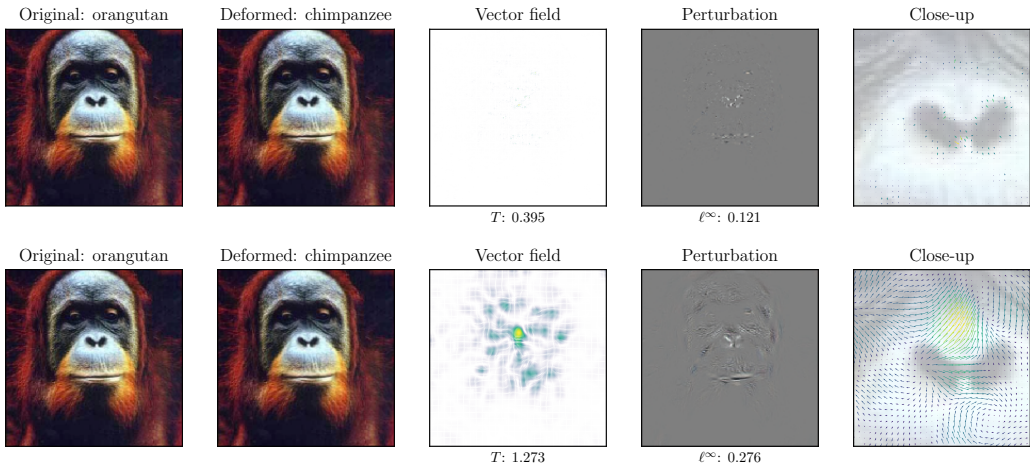 Original: orangutan
Deformed: chimpanzee
Vector field
Perturbation
Close-up
T: 0.395
ℓ∞: 0.121
Original: orangutan
Deformed: chimpanzee
Vector field
Perturbation
Close-up
T: 1.273
ℓ∞: 0.276